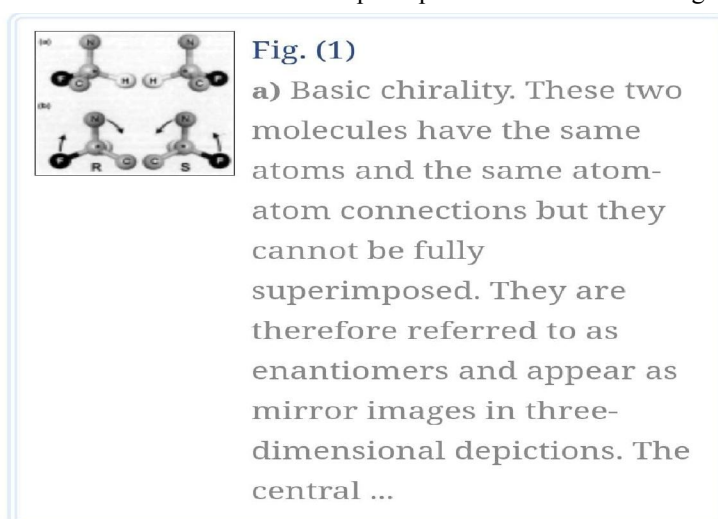 Fig. (1)
a) Basic chirality. These two
molecules have the same
atoms and the same atom-
atom connections but they
cannot be fully
superimposed. They are
therefore referred to as
enantiomers and appear as
mirror images in three-
dimensional depictions. The
central ...
(a)
N N
F C H H C F
(b)
N N
F C C F
R S